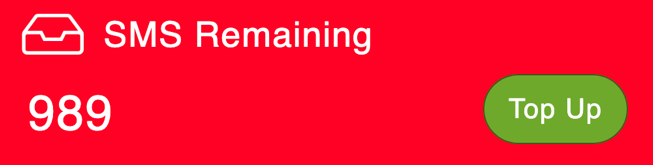 SMS Remaining
989
Top Up